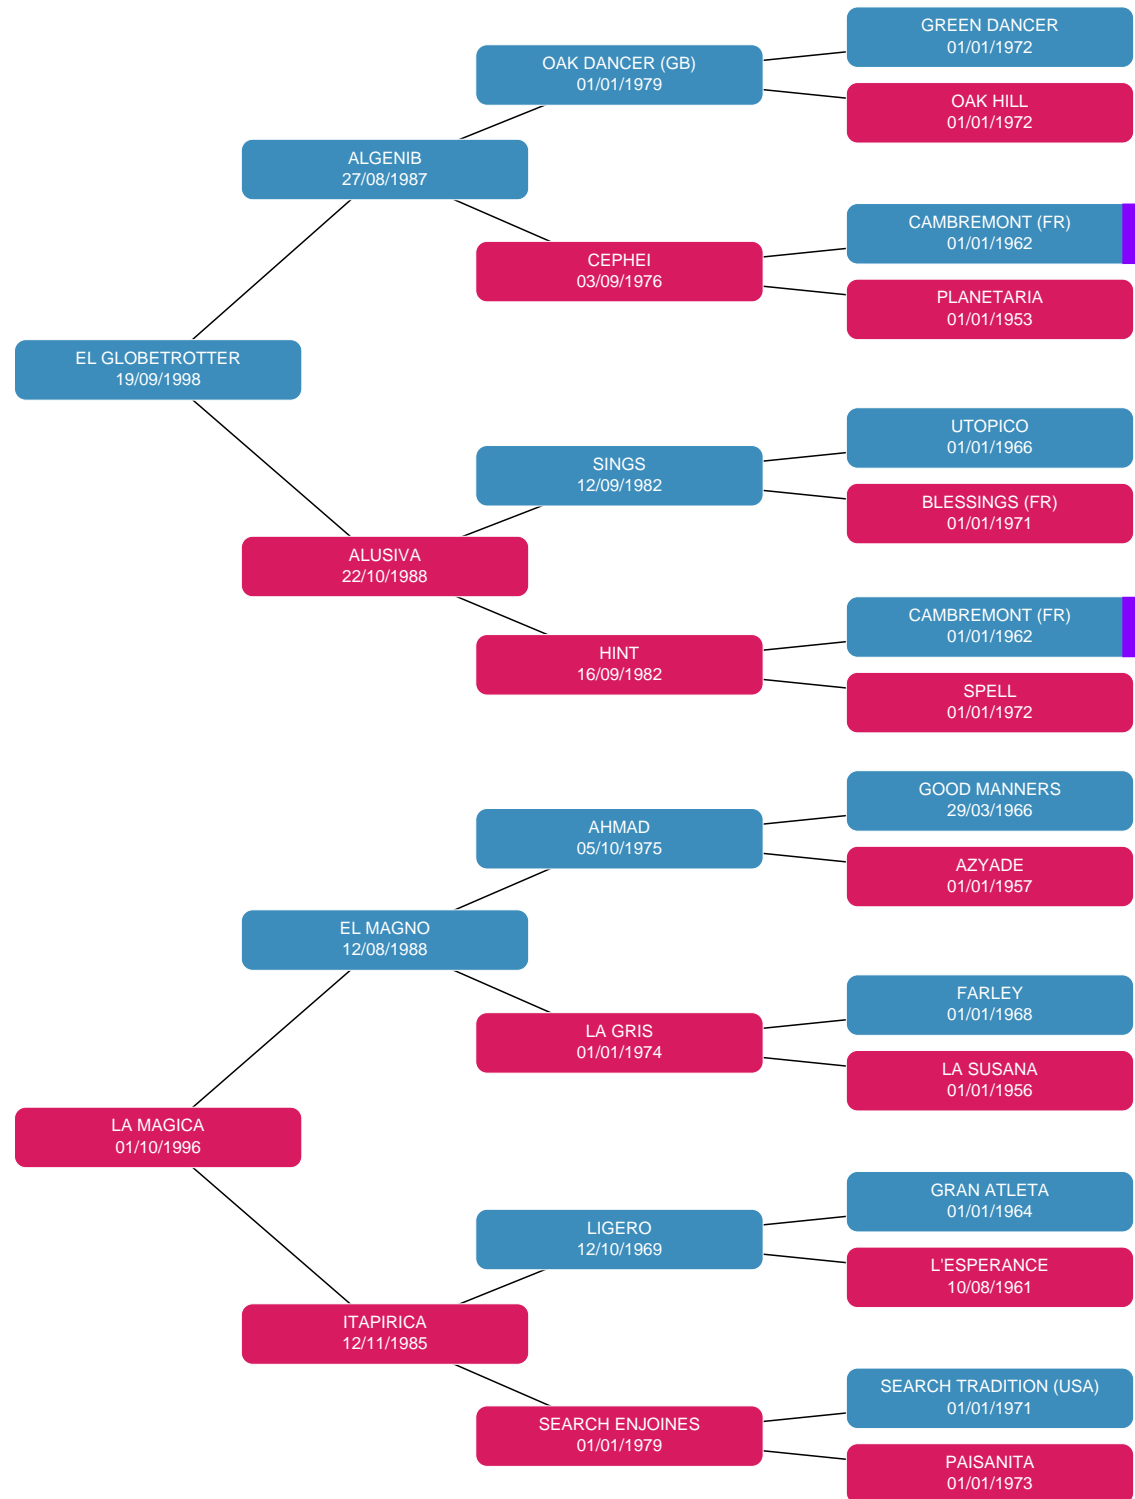 GREEN DANCER
01/01/1972
OAK DANCER (GB)
01/01/1979
OAK HILL
01/01/1972
ALGENIB
27/08/1987
CAMBREMONT (FR)
01/01/1962
CEPHEI
03/09/1976
PLANETARIA
01/01/1953
EL GLOBETROTTER
19/09/1998
UTOPICO
01/01/1966
SINGS
12/09/1982
BLESSINGS (FR)
01/01/1971
ALUSIVA
22/10/1988
CAMBREMONT (FR)
01/01/1962
HINT
16/09/1982
SPELL
01/01/1972
GOOD MANNERS
29/03/1966
AHMAD
05/10/1975
AZYADE
01/01/1957
EL MAGNO
12/08/1988
FARLEY
01/01/1968
LA GRIS
01/01/1974
LA SUSANA
01/01/1956
LA MAGICA
01/10/1996
GRAN ATLETA
01/01/1964
LIGERO
12/10/1969
L'ESPERANCE
10/08/1961
ITAPIRICA
12/11/1985
SEARCH TRADITION (USA)
01/01/1971
SEARCH ENJOINES
01/01/1979
PAISANITA
01/01/1973